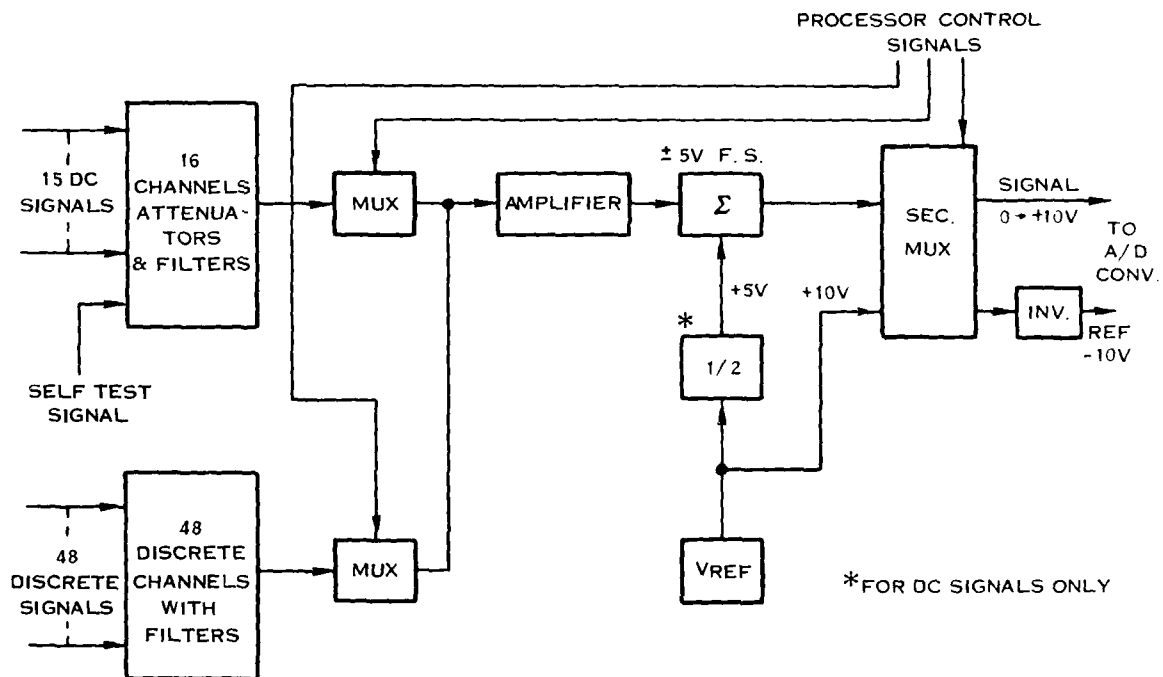 PROCESSOR CONTROL
SIGNALS
15 DC
SIGNALS
16
CHANNELS
ATTENUA-
TORS
& FILTERS
SELF TEST
SIGNAL
MUX
AMPLIFIER
± 5V F. S.
Σ
SEC.
MUX
SIGNAL
0 → +10V
TO
A/D
CONV.
INV.
REF
-10V
+5V
+10V
*
1/2
VREF
48
DISCRETE
SIGNALS
48
DISCRETE
CHANNELS
WITH
FILTERS
MUX
*FOR DC SIGNALS ONLY